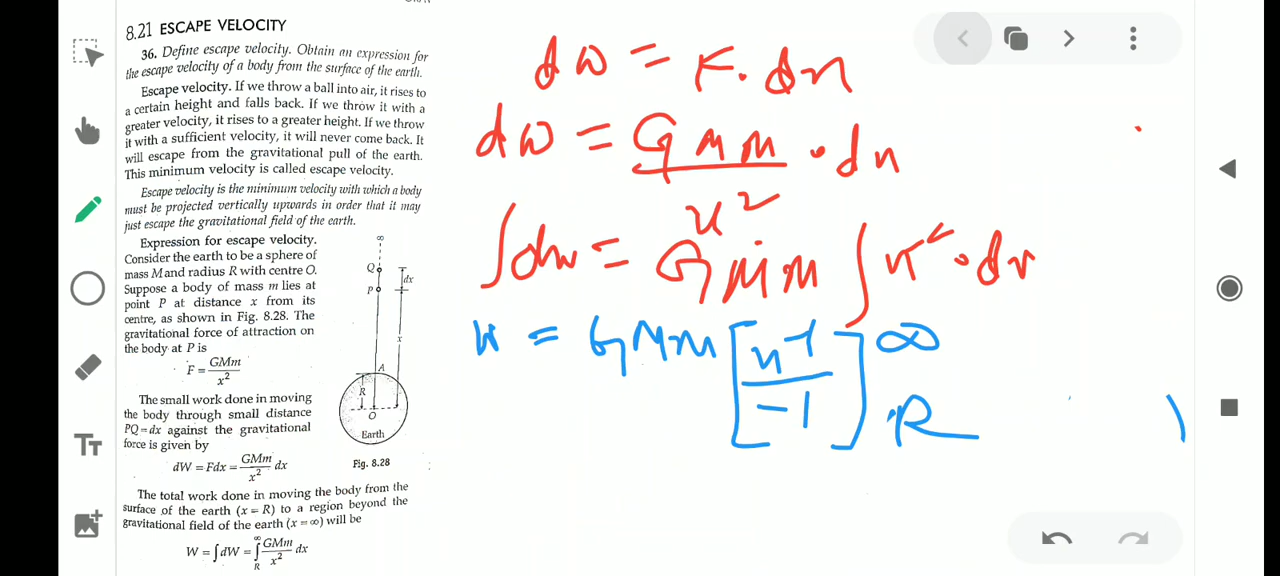 8.21 ESCAPE VELOCITY
36. Define escape velocity. Obtain an expression for
the escape velocity of a body from the surface of the earth.
Escape velocity. If we throw a ball into air, it rises to
a certain height and falls back. If we throw it with a
greater velocity, it rises to a greater height. If we throw
it with a sufficient velocity, it will never come back. It
will escape from the gravitational pull of the earth.
This minimum velocity is called escape velocity.
Escape velocity is the minimum velocity with which a body
must be projected vertically upwards in order that it may
just escape the gravitational field of the earth.
Expression for escape velocity.
Consider the earth to be a sphere of
mass M and radius R with centre O.
Suppose a body of mass m lies at
point P at distance x from its
centre, as shown in Fig. 8.28. The
gravitational force of attraction on
the body at P is
F = GMm / x²
The small work done in moving
the body through small distance
PQ = dx against the gravitational
force is given by
dW = Fdx = GMm / x² dx
The total work done in moving the body from the
surface of the earth (x = R) to a region beyond the
gravitational field of the earth (x = ∞) will be
W = ∫dW = ∫_R^∞ GMm / x² dx
∞
Q
dx
P
x
A
R
O
Earth
Fig. 8.28
dw = F. dx
dw = GMm / x² . dx
∫dw = GMm ∫x⁻² . dx
W = GMm [x⁻¹ / -1]_R^∞
TT